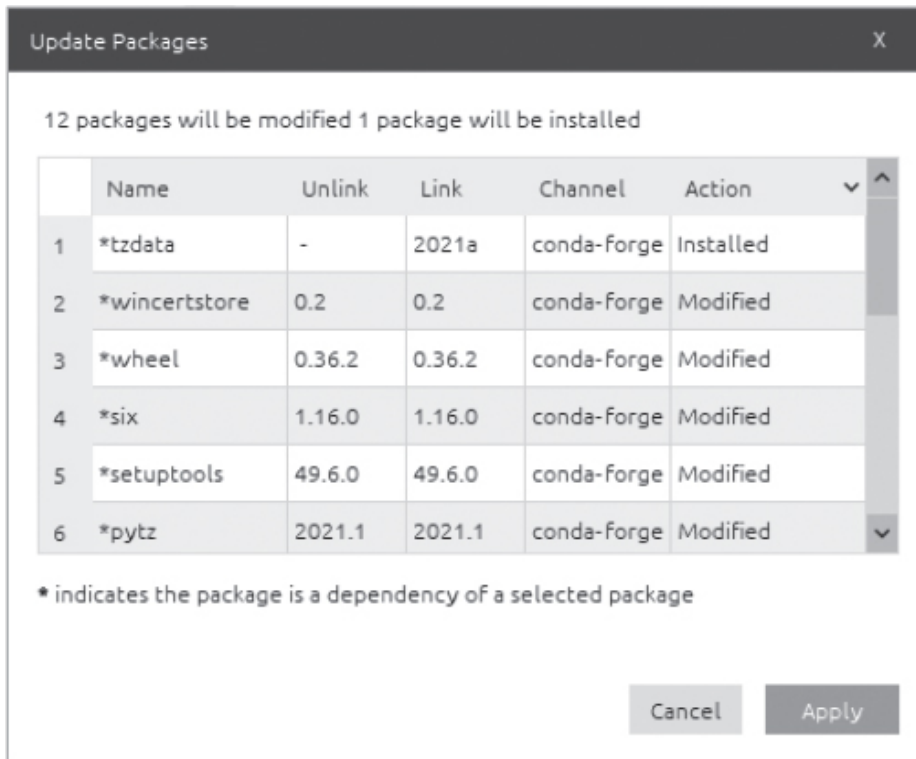 Update Packages X
12 packages will be modified 1 package will be installed
Name Unlink Link Channel Action
1 *tzdata - 2021a conda-forge Installed
2 *wincertstore 0.2 0.2 conda-forge Modified
3 *wheel 0.36.2 0.36.2 conda-forge Modified
4 *six 1.16.0 1.16.0 conda-forge Modified
5 *setuptools 49.6.0 49.6.0 conda-forge Modified
6 *pytz 2021.1 2021.1 conda-forge Modified
* indicates the package is a dependency of a selected package
Cancel Apply